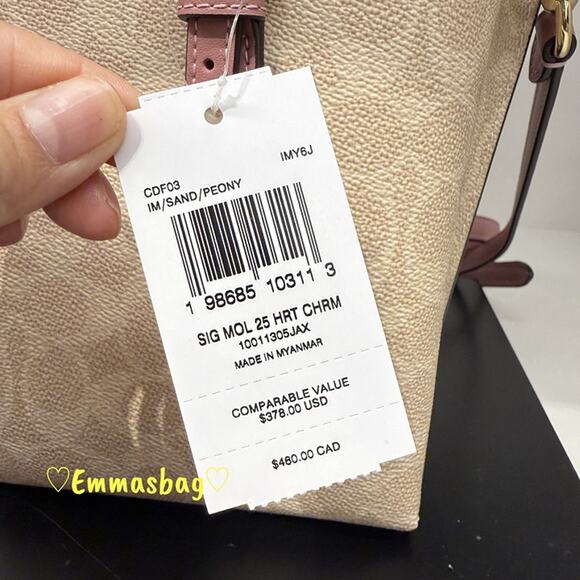 IMY6J
CDF03
IM/SAND/PEONY
1 98685 10311 3
SIG MOL 25 HRT CHRM
10011305JAX
MADE IN MYANMAR
COMPARABLE VALUE
$378.00 USD
$480.00 CAD
♡Emmasbag♡